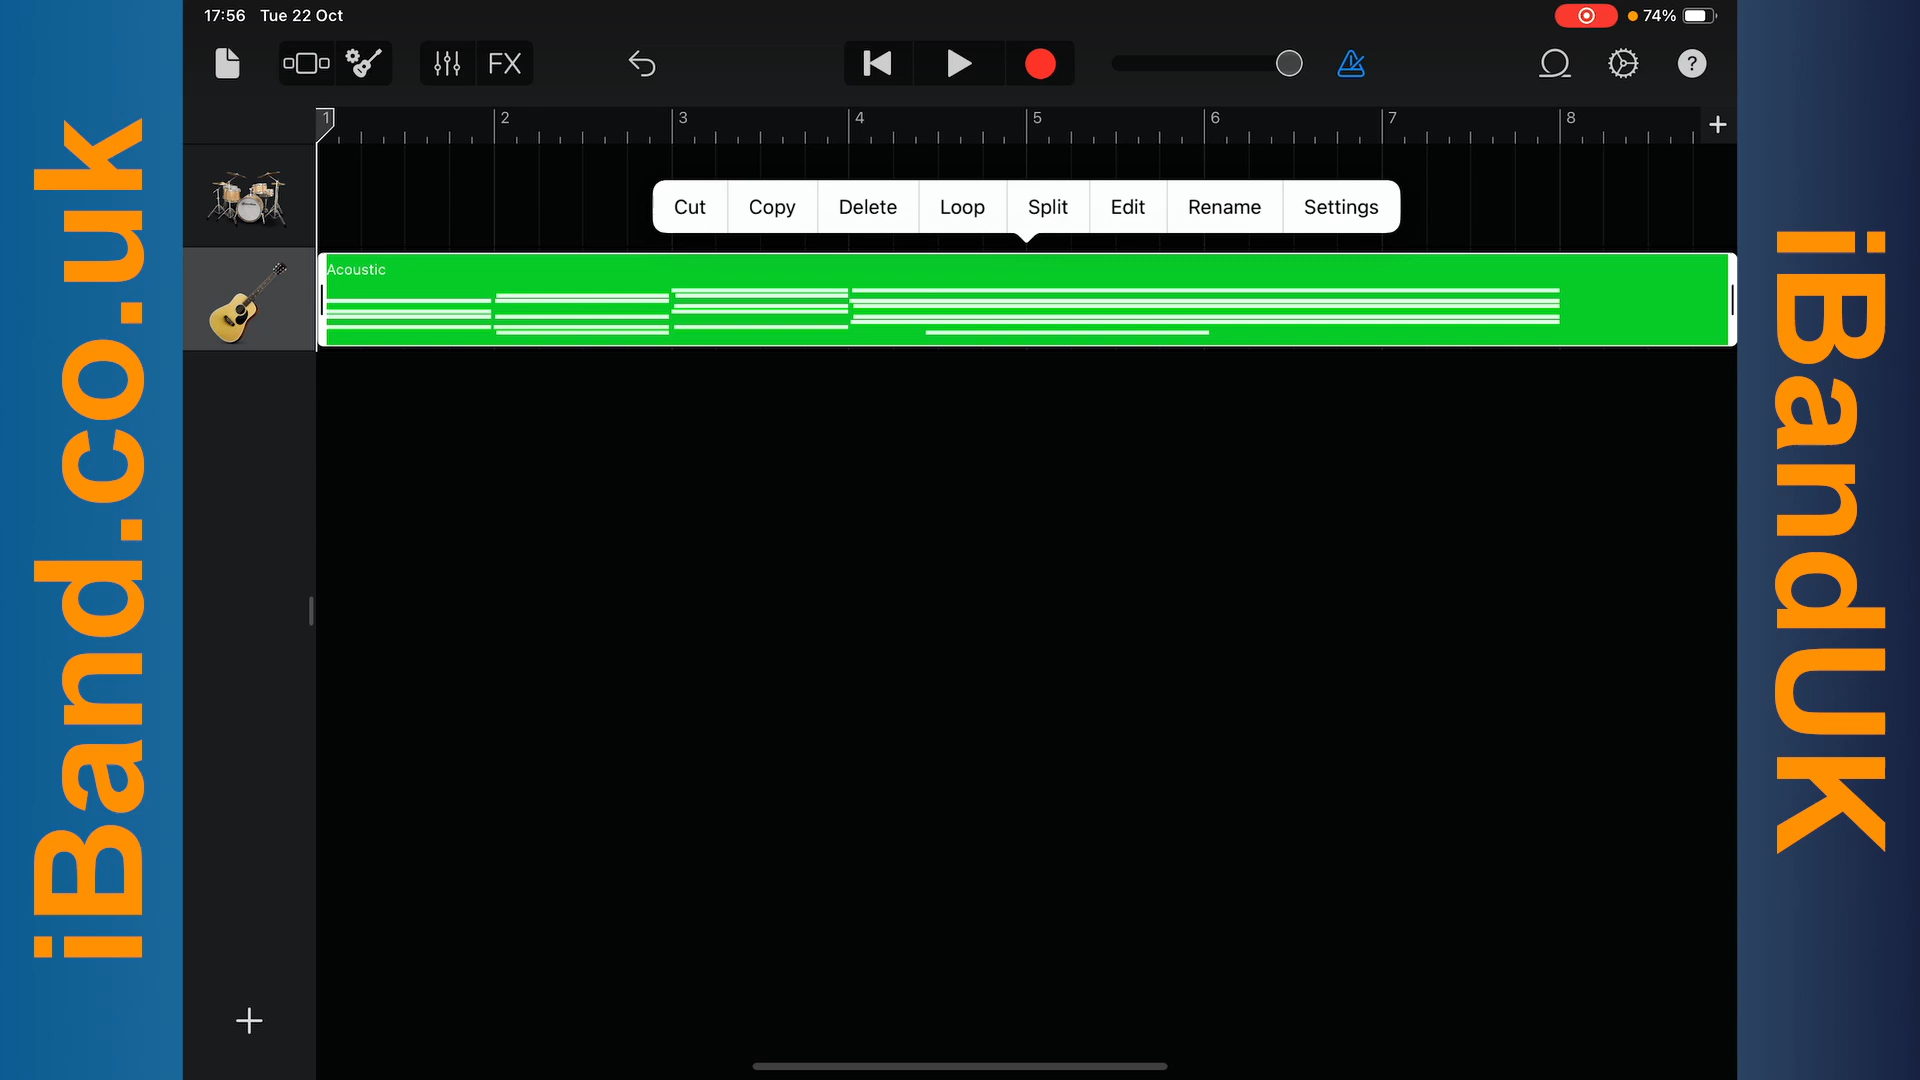 17:56 Tue 22 Oct
74%
FX
?
1 2 3 4 5 6 7 8
Cut Copy Delete Loop Split Edit Rename Settings
Acoustic
iBand.co.uk
iBandUK